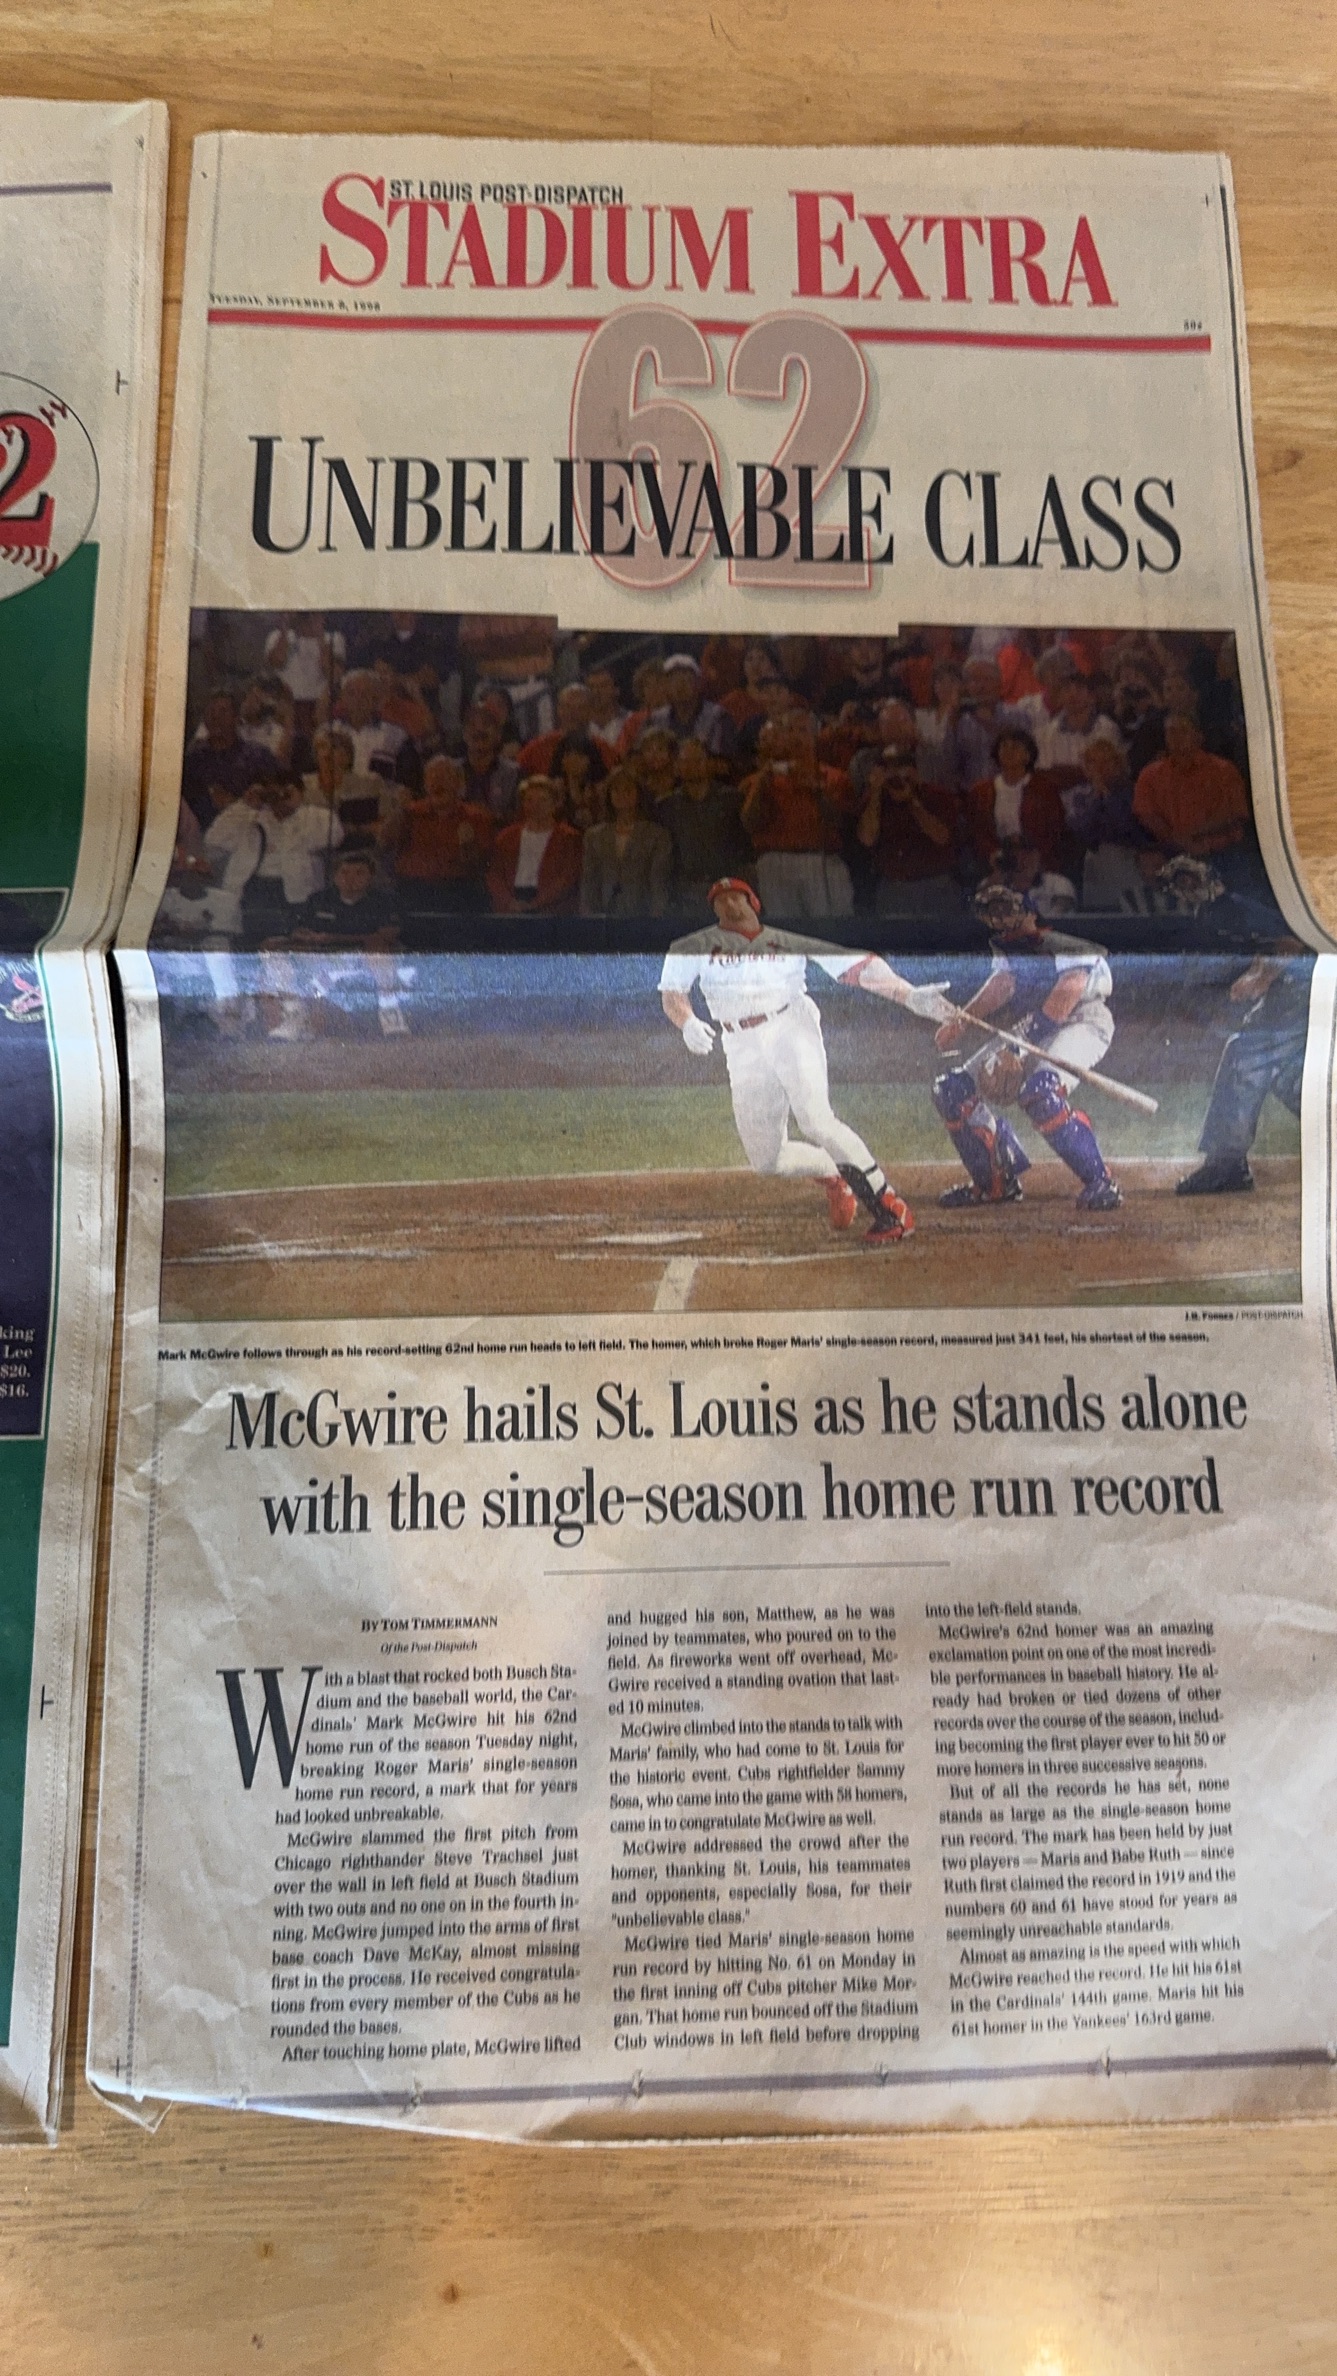 2
king
Lee
$20.
$16.
ST. LOUIS POST-DISPATCH
STADIUM EXTRA
TUESDAY, SEPTEMBER 8, 1998
50¢
62
UNBELIEVABLE CLASS
J.B. Forbes / POST-DISPATCH
Mark McGwire follows through as his record-setting 62nd home run heads to left field. The homer, which broke Roger Maris' single-season record, measured just 341 feet, his shortest of the season.
McGwire hails St. Louis as he stands alone
with the single-season home run record
BY TOM TIMMERMANN
Of the Post-Dispatch
With a blast that rocked both Busch Sta-
dium and the baseball world, the Car-
dinals' Mark McGwire hit his 62nd
home run of the season Tuesday night,
breaking Roger Maris' single-season
home run record, a mark that for years
had looked unbreakable.
McGwire slammed the first pitch from
Chicago righthander Steve Trachsel just
over the wall in left field at Busch Stadium
with two outs and no one on in the fourth in-
ning. McGwire jumped into the arms of first
base coach Dave McKay, almost missing
first in the process. He received congratula-
tions from every member of the Cubs as he
rounded the bases.
After touching home plate, McGwire lifted
and hugged his son, Matthew, as he was
joined by teammates, who poured on to the
field. As fireworks went off overhead, Mc-
Gwire received a standing ovation that last-
ed 10 minutes.
McGwire climbed into the stands to talk with
Maris' family, who had come to St. Louis for
the historic event. Cubs rightfielder Sammy
Sosa, who came into the game with 58 homers,
came in to congratulate McGwire as well.
McGwire addressed the crowd after the
homer, thanking St. Louis, his teammates
and opponents, especially Sosa, for their
"unbelievable class."
McGwire tied Maris' single-season home
run record by hitting No. 61 on Monday in
the first inning off Cubs pitcher Mike Mor-
gan. That home run bounced off the Stadium
Club windows in left field before dropping
into the left-field stands.
McGwire's 62nd homer was an amazing
exclamation point on one of the most incredi-
ble performances in baseball history. He al-
ready had broken or tied dozens of other
records over the course of the season, includ-
ing becoming the first player ever to hit 50 or
more homers in three successive seasons.
But of all the records he has set, none
stands as large as the single-season home
run record. The mark has been held by just
two players — Maris and Babe Ruth — since
Ruth first claimed the record in 1919 and the
numbers 60 and 61 have stood for years as
seemingly unreachable standards.
Almost as amazing is the speed with which
McGwire reached the record. He hit his 61st
in the Cardinals' 144th game. Maris hit his
61st homer in the Yankees' 163rd game.